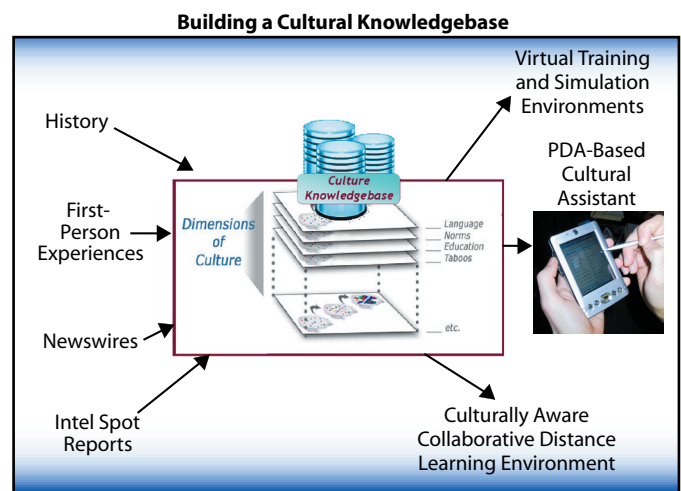 Building a Cultural Knowledgebase
Virtual Training
and Simulation
Environments
History
PDA-Based
Cultural
Assistant
Culture
Knowledgebase
First-
Person
Experiences
Dimensions
of
Culture
Language
Norms
Education
Taboos
etc.
Newswires
Intel Spot
Reports
Culturally Aware
Collaborative Distance
Learning Environment